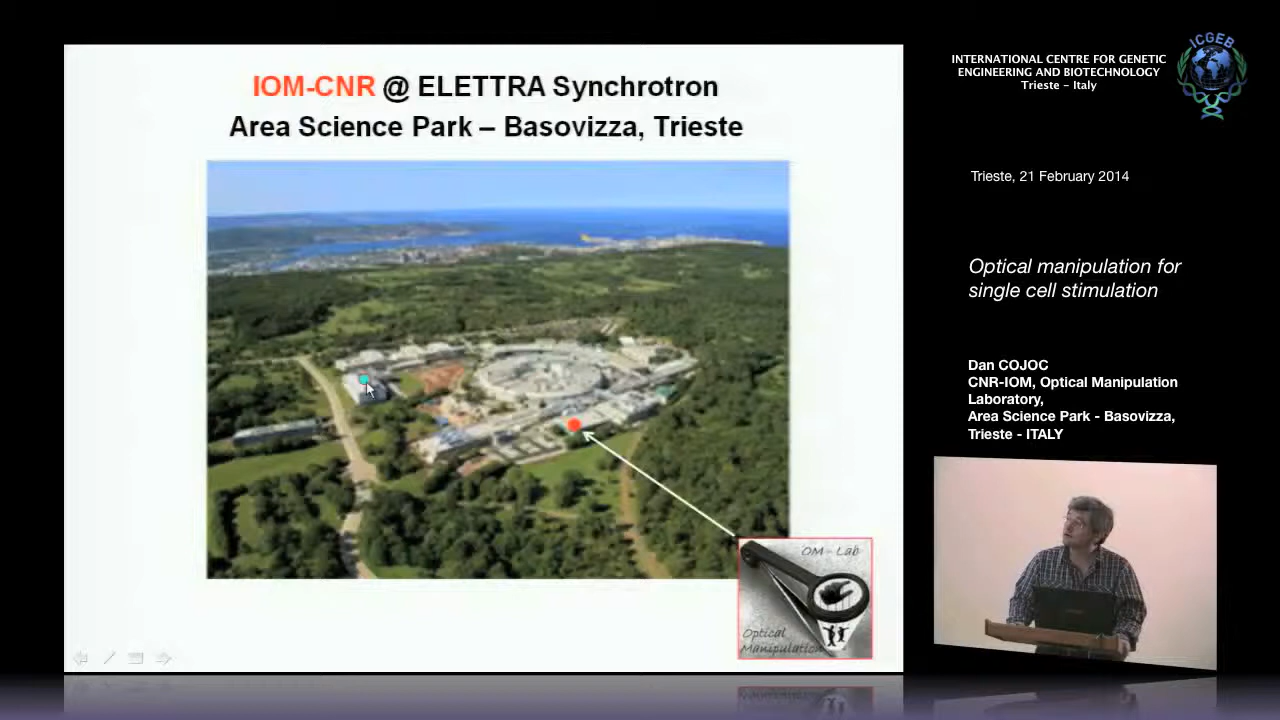 IOM-CNR @ ELETTRA Synchrotron
Area Science Park – Basovizza, Trieste
OM - Lab
Optical
Manipulation
INTERNATIONAL CENTRE FOR GENETIC
ENGINEERING AND BIOTECHNOLOGY
Trieste - Italy
ICGEB
Trieste, 21 February 2014
Optical manipulation for
single cell stimulation
Dan COJOC
CNR-IOM, Optical Manipulation
Laboratory,
Area Science Park - Basovizza,
Trieste - ITALY